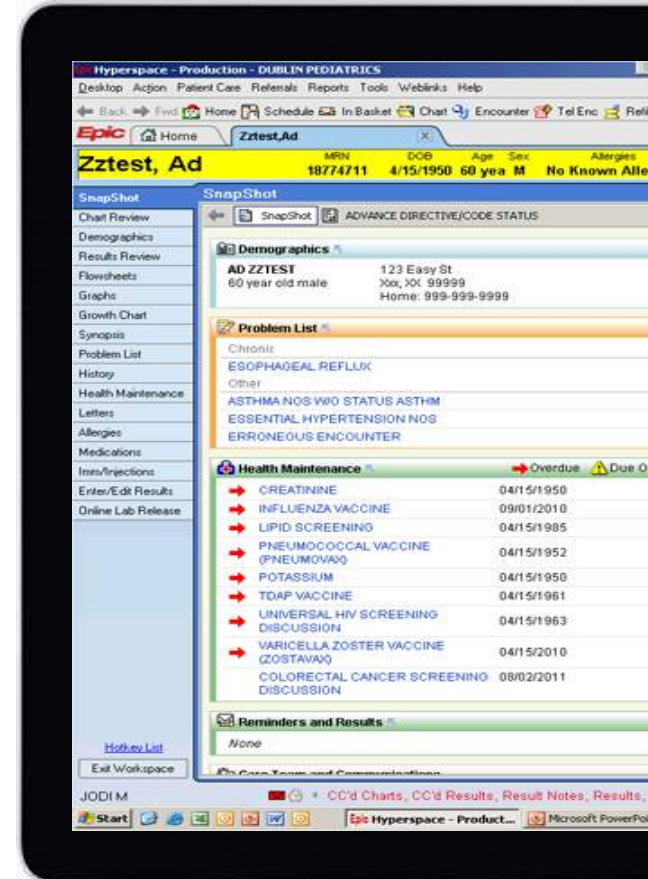 Epic Hyperspace - Production - DUBLIN PEDIATRICS
Desktop Action Patient Care Referrals Reports Tools Weblinks Help
Back Fwd Home Schedule In Basket Chart Encounter Tel Enc Refil
Epic Home Zztest,Ad
MRN DOB Age Sex Allergies
Zztest, Ad 18774711 4/15/1950 60 yea M No Known Alle
SnapShot
Chart Review
Demographics
Results Review
Flowsheets
Graphs
Growth Chart
Synopsis
Problem List
History
Health Maintenance
Letters
Allergies
Medications
Imm/Injections
Enter/Edit Results
Online Lab Release
Hotkey List
Exit Workspace
SnapShot
SnapShot ADVANCE DIRECTIVE/CODE STATUS
Demographics
AD ZZTEST 123 Easy St
60 year old male Xxx, XX 99999
Home: 999-999-9999
Problem List
Chronic
ESOPHAGEAL REFLUX
Other
ASTHMA NOS W/O STATUS ASTHM
ESSENTIAL HYPERTENSION NOS
ERRONEOUS ENCOUNTER
Health Maintenance Overdue Due O
CREATININE 04/15/1950
INFLUENZA VACCINE 09/01/2010
LIPID SCREENING 04/15/1985
PNEUMOCOCCAL VACCINE
(PNEUMOVAX) 04/15/1952
POTASSIUM 04/15/1950
TDAP VACCINE 04/15/1961
UNIVERSAL HIV SCREENING
DISCUSSION 04/15/1963
VARICELLA ZOSTER VACCINE
(ZOSTAVAX) 04/15/2010
COLORECTAL CANCER SCREENING 08/02/2011
DISCUSSION
Reminders and Results
None
Care Team and Communications
JODI M CC'd Charts, CC'd Results, Result Notes, Results,
Start Epic Hyperspace - Product... Microsoft PowerPoi